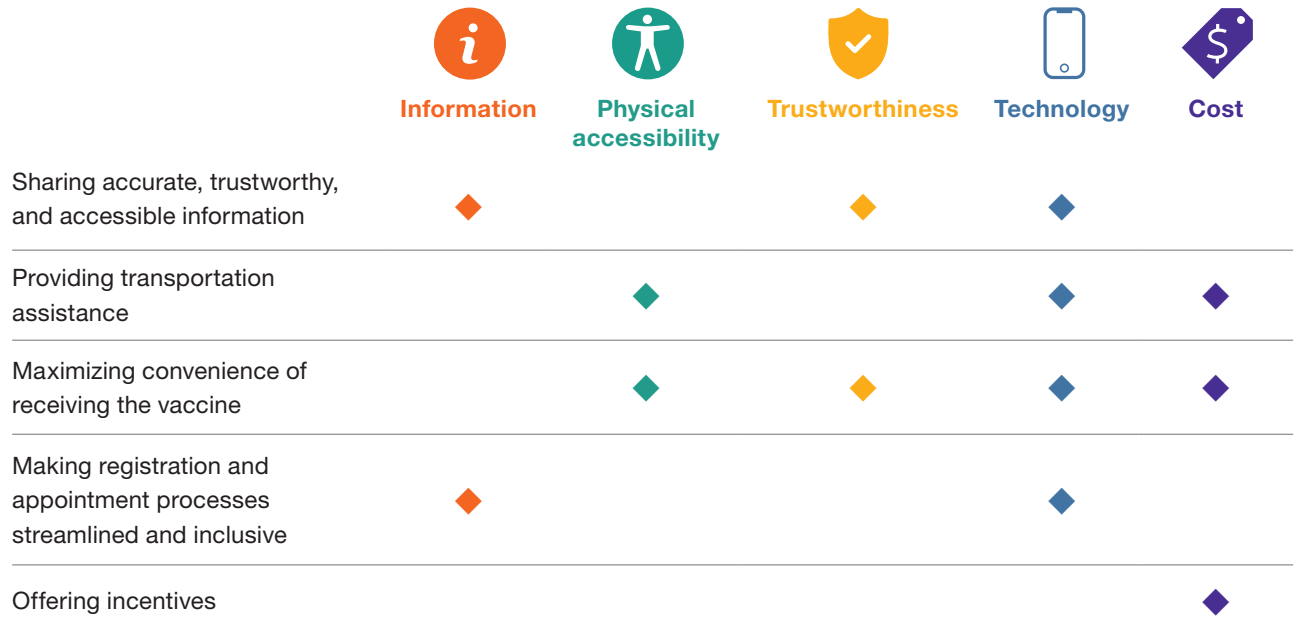 Information
Physical
accessibility
Trustworthiness
Technology
Cost
Sharing accurate, trustworthy,
and accessible information
Providing transportation
assistance
Maximizing convenience of
receiving the vaccine
Making registration and
appointment processes
streamlined and inclusive
Offering incentives